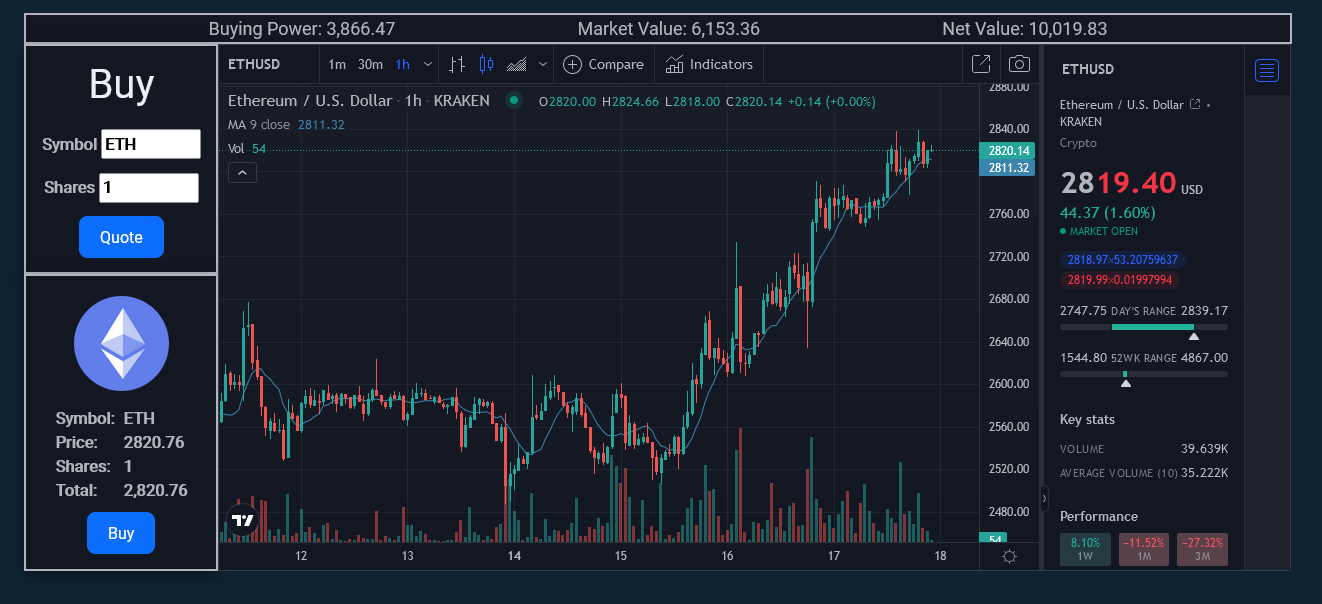 Buying Power: 3,866.47 Market Value: 6,153.36 Net Value: 10,019.83
Buy
Symbol ETH
Shares 1
Quote
Symbol: ETH
Price: 2820.76
Shares: 1
Total: 2,820.76
Buy
ETHUSD 1m 30m 1h Compare Indicators
Ethereum / U.S. Dollar · 1h · KRAKEN O2820.00 H2824.66 L2818.00 C2820.14 +0.14 (+0.00%)
MA 9 close 2811.32
Vol 54
2880.00
2840.00
2820.14
2811.32
2760.00
2720.00
2680.00
2640.00
2600.00
2560.00
2520.00
2480.00
54
12 13 14 15 16 17 18
ETHUSD
Ethereum / U.S. Dollar •
KRAKEN
Crypto
2819.40 USD
44.37 (1.60%)
MARKET OPEN
2818.97×53.20759637
2819.99×0.01997994
2747.75 DAY'S RANGE 2839.17
1544.80 52WK RANGE 4867.00
Key stats
VOLUME 39.639K
AVERAGE VOLUME (10) 35.222K
Performance
8.10% −11.52% −27.32%
1W 1M 3M